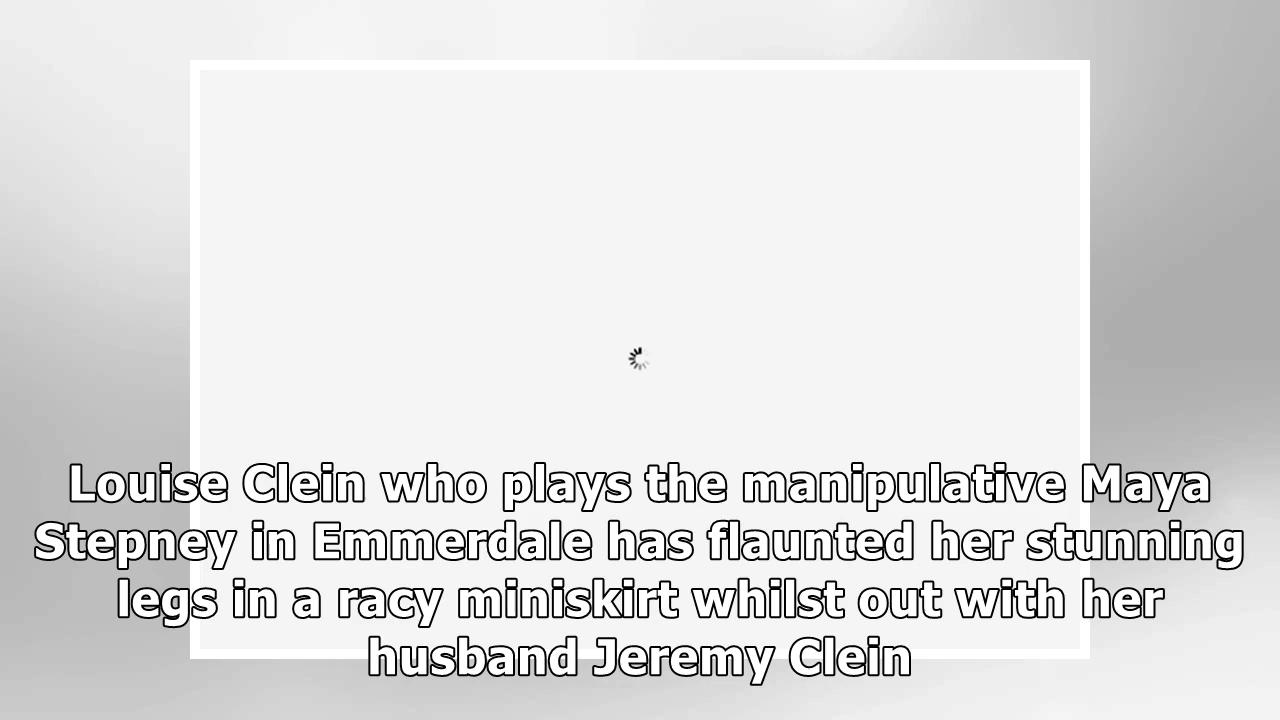 Louise Clein who plays the manipulative Maya
Stepney in Emmerdale has flaunted her stunning
legs in a racy miniskirt whilst out with her
husband Jeremy Clein